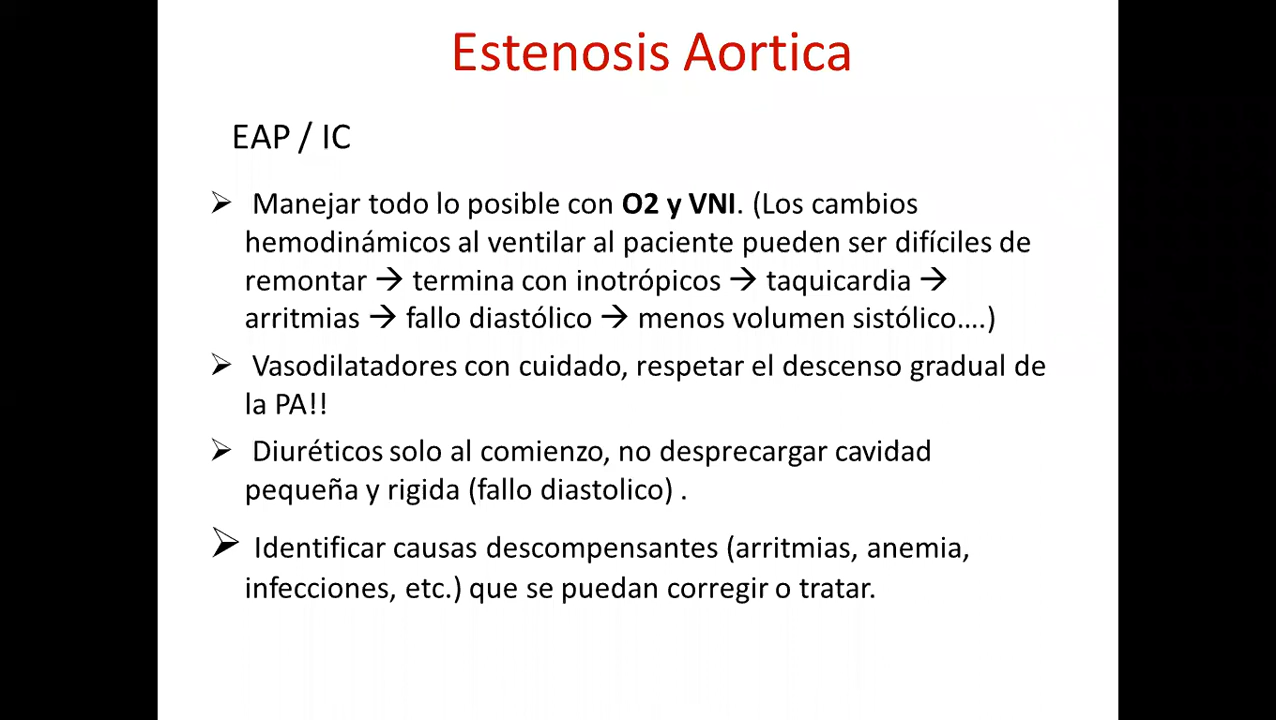 Estenosis Aortica
EAP / IC
➢ Manejar todo lo posible con O2 y VNI. (Los cambios
hemodinámicos al ventilar al paciente pueden ser difíciles de
remontar → termina con inotrópicos → taquicardia →
arritmias → fallo diastólico → menos volumen sistólico….)
➢ Vasodilatadores con cuidado, respetar el descenso gradual de
la PA!!
➢ Diuréticos solo al comienzo, no desprecargar cavidad
pequeña y rigida (fallo diastolico) .
➢ Identificar causas descompensantes (arritmias, anemia,
infecciones, etc.) que se puedan corregir o tratar.